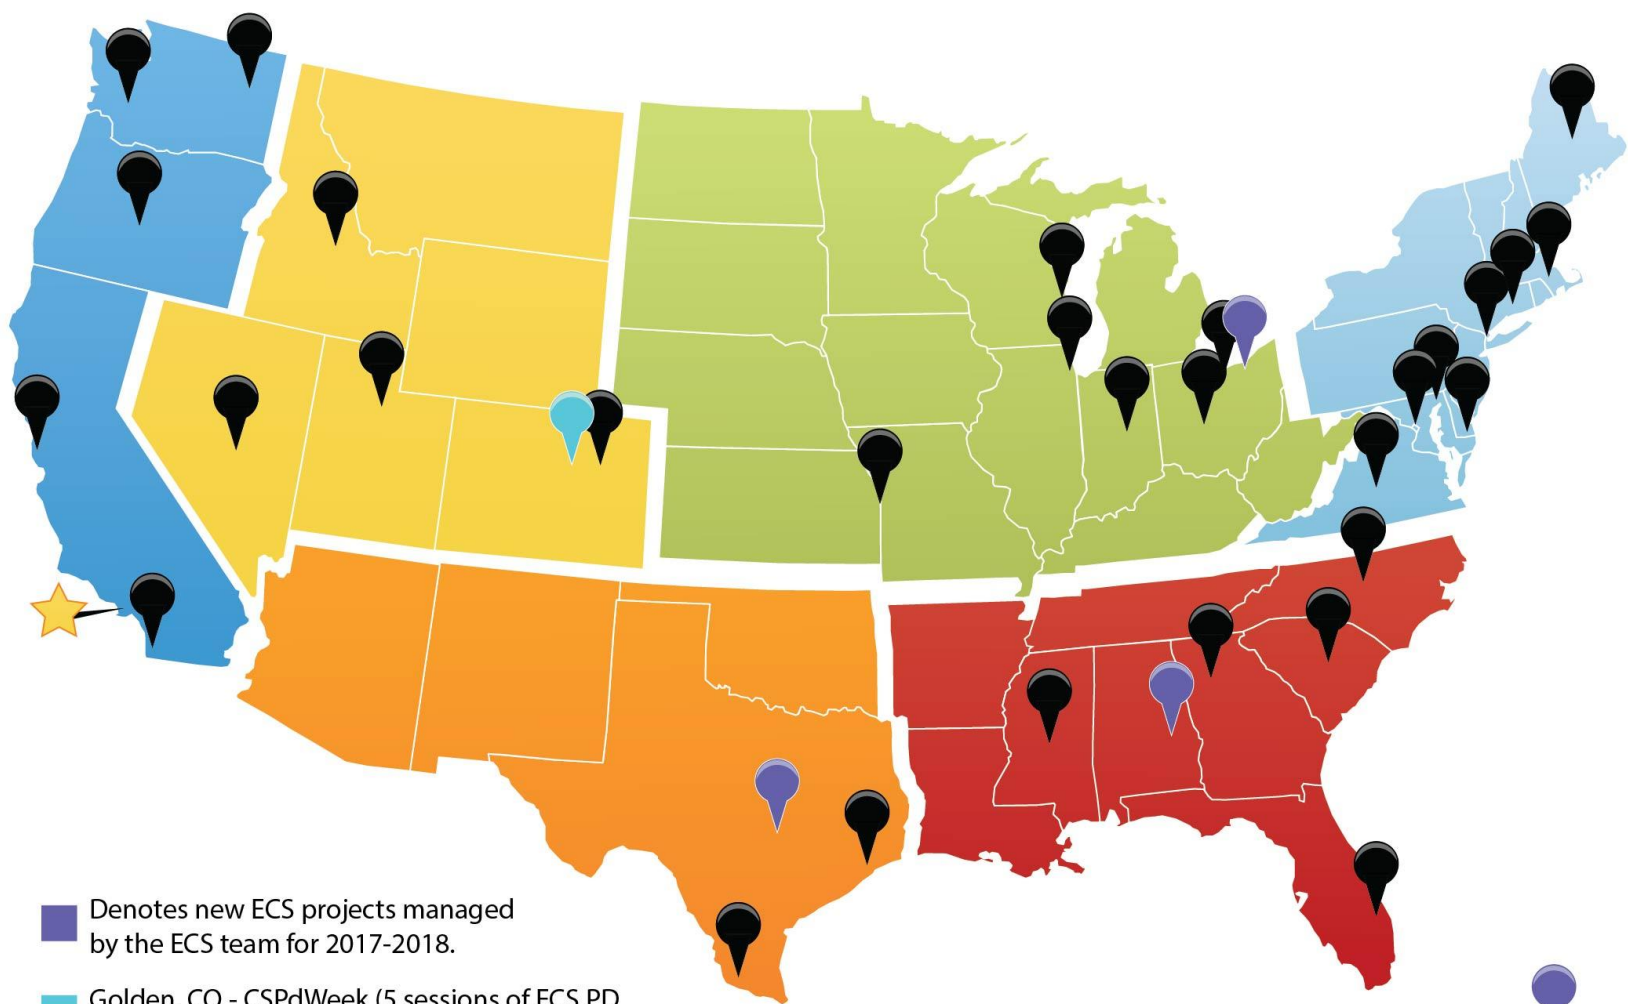 Denotes new ECS projects managed
by the ECS team for 2017-2018.
Golden, CO - CSPdWeek (5 sessions of ECS PD